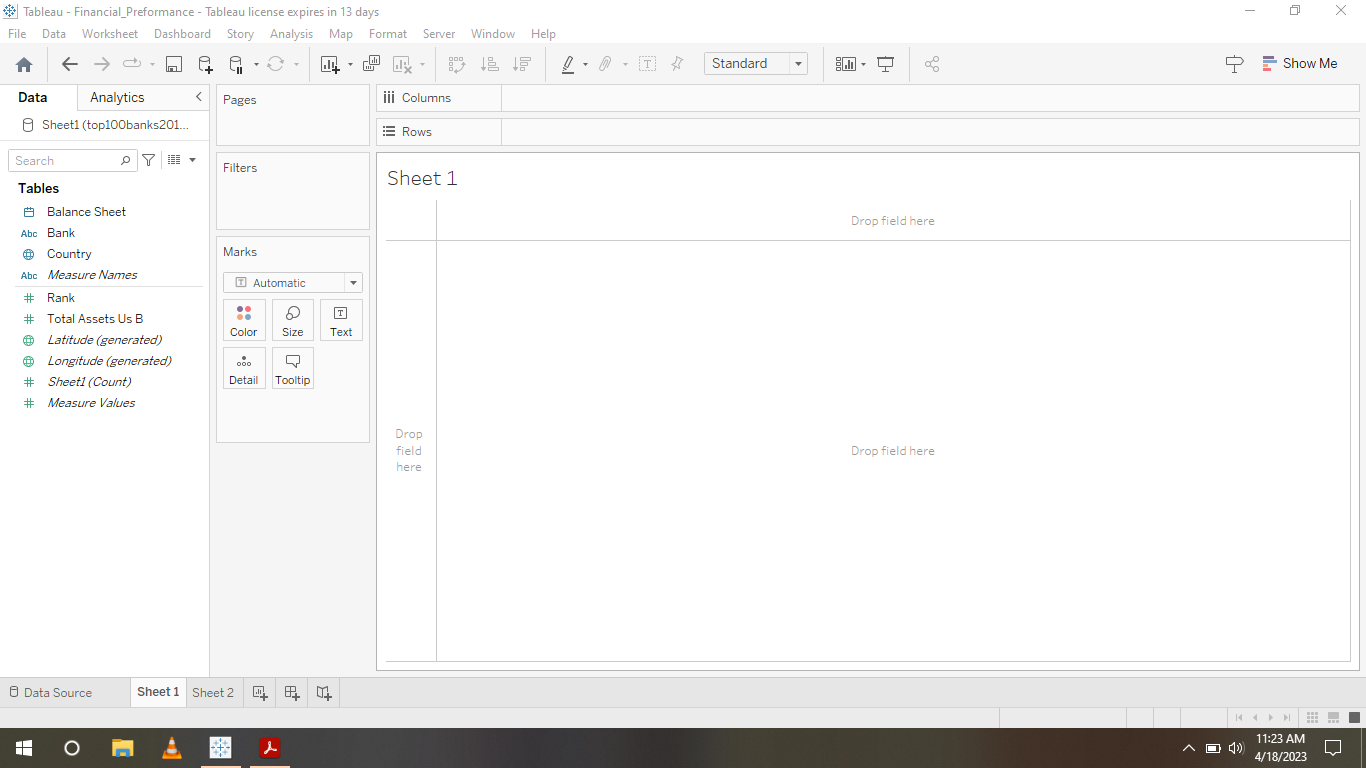 Tableau - Financial_Preformance - Tableau license expires in 13 days
File Data Worksheet Dashboard Story Analysis Map Format Server Window Help
Standard
Show Me
Data Analytics
Sheet1 (top100banks201...
Search
Tables
Balance Sheet
Abc Bank
Country
Abc Measure Names
Rank
Total Assets Us B
Latitude (generated)
Longitude (generated)
Sheet1 (Count)
Measure Values
Pages
Filters
Marks
T Automatic
Color Size T Text
Detail Tooltip
Columns
Rows
Sheet 1
Drop field here
Drop
field
here
Drop field here
Data Source Sheet 1 Sheet 2
11:23 AM
4/18/2023